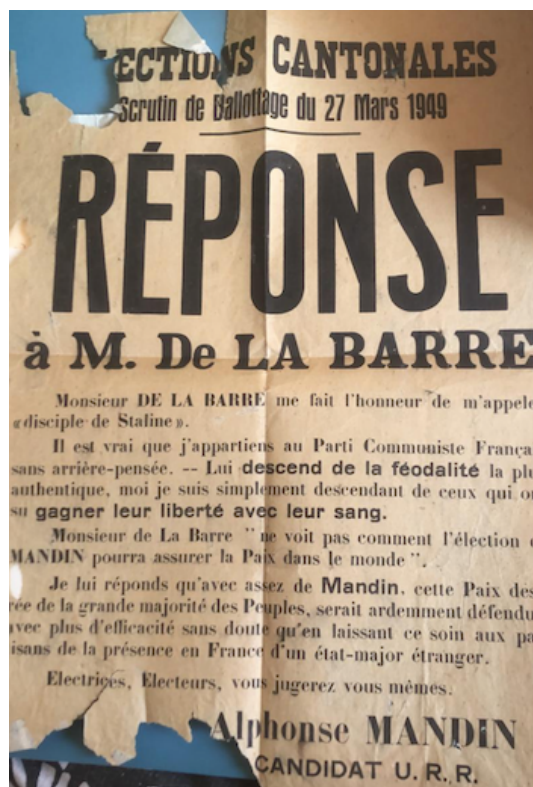 ECTIONS CANTONALES
Scrutin de Ballottage du 27 Mars 1949
RÉPONSE
à M. De LA BARRE
Monsieur DE LA BARRE me fait l'honneur de m'appele
« disciple de Staline ».
Il est vrai que j'appartiens au Parti Communiste França
sans arrière-pensée. -- Lui descend de la féodalité la plu
authentique, moi je suis simplement descendant de ceux qui o
su gagner leur liberté avec leur sang.
Monsieur de La Barre " ne voit pas comment l'élection d
MANDIN pourra assurer la Paix dans le monde ".
Je lui réponds qu'avec assez de Mandin, cette Paix dés
rée de la grande majorité des Peuples, serait ardemment défendu
avec plus d'efficacité sans doute qu'en laissant ce soin aux pa
isans de la présence en France d'un état-major étranger.
Electrices, Electeurs, vous jugerez vous mêmes.
Alphonse MANDIN
CANDIDAT U. R. R.